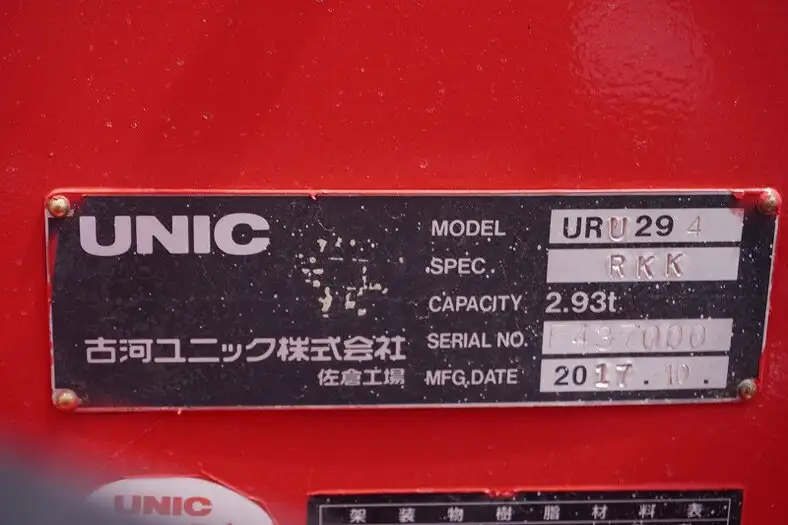 UNIC
MODEL URU294
SPEC. RKK
CAPACITY 2.93t
SERIAL NO. F437000
MFG.DATE 2017.10.
古河ユニック株式会社
佐倉工場
UNIC
架装物樹脂材料表